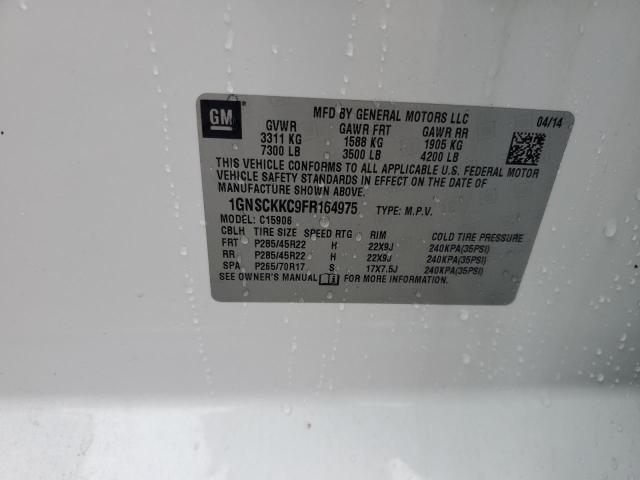 GM
MFD BY GENERAL MOTORS LLC 04/14
GVWR GAWR FRT GAWR RR
3311 KG 1588 KG 1905 KG
7300 LB 3500 LB 4200 LB
THIS VEHICLE CONFORMS TO ALL APPLICABLE U.S. FEDERAL MOTOR
VEHICLE SAFETY STANDARDS IN EFFECT ON THE DATE OF
MANUFACTURE SHOWN ABOVE.
1GNSCKKC9FR164975 TYPE: M.P.V.
MODEL: C15906
CBLH TIRE SIZE SPEED RTG RIM COLD TIRE PRESSURE
FRT P285/45R22 H 22X9J 240KPA(35PSI)
RR P285/45R22 H 22X9J 240KPA(35PSI)
SPA P265/70R17 S 17X7.5J 240KPA(35PSI)
SEE OWNER'S MANUAL FOR MORE INFORMATION.